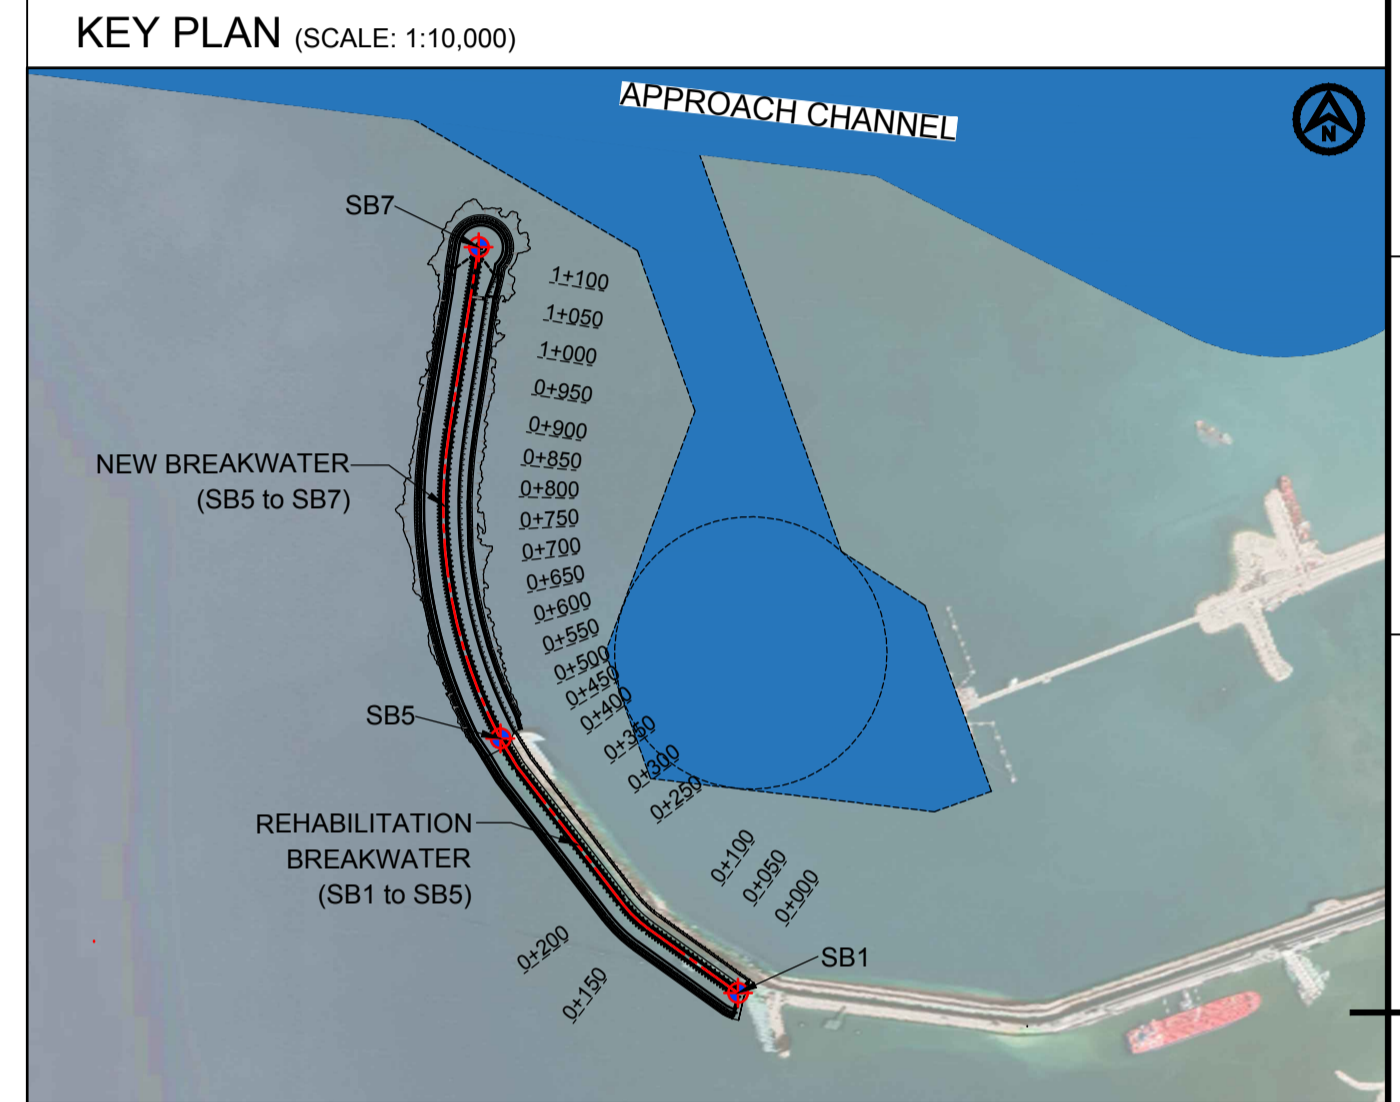 KEY PLAN (SCALE: 1:10,000)
APPROACH CHANNEL
N
SB7
1+100
1+050
1+000
0+950
0+900
NEW BREAKWATER
(SB5 to SB7)
0+850
0+800
0+750
0+700
0+650
0+600
0+550
0+500
0+450
0+400
SB5
0+350
0+300
0+250
REHABILITATION
BREAKWATER
(SB1 to SB5)
0+100
0+050
0+000
0+200
0+150
SB1